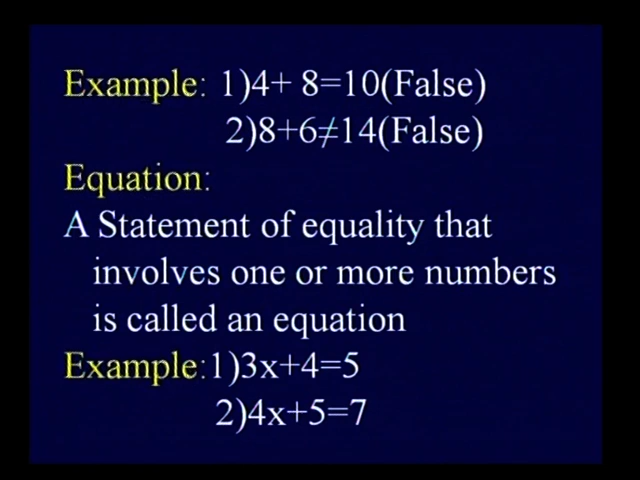 Example: 1)4+ 8=10(False)
2)8+6≠14(False)
Equation:
A Statement of equality that
involves one or more numbers
is called an equation
Example:1)3x+4=5
2)4x+5=7